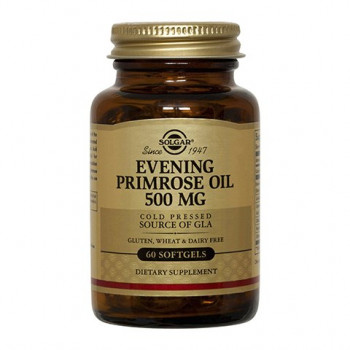 SOLGAR®
Since 1947
EVENING
PRIMROSE OIL
500 MG
COLD PRESSED
SOURCE OF GLA
GLUTEN, WHEAT & DAIRY FREE
60 SOFTGELS
DIETARY SUPPLEMENT